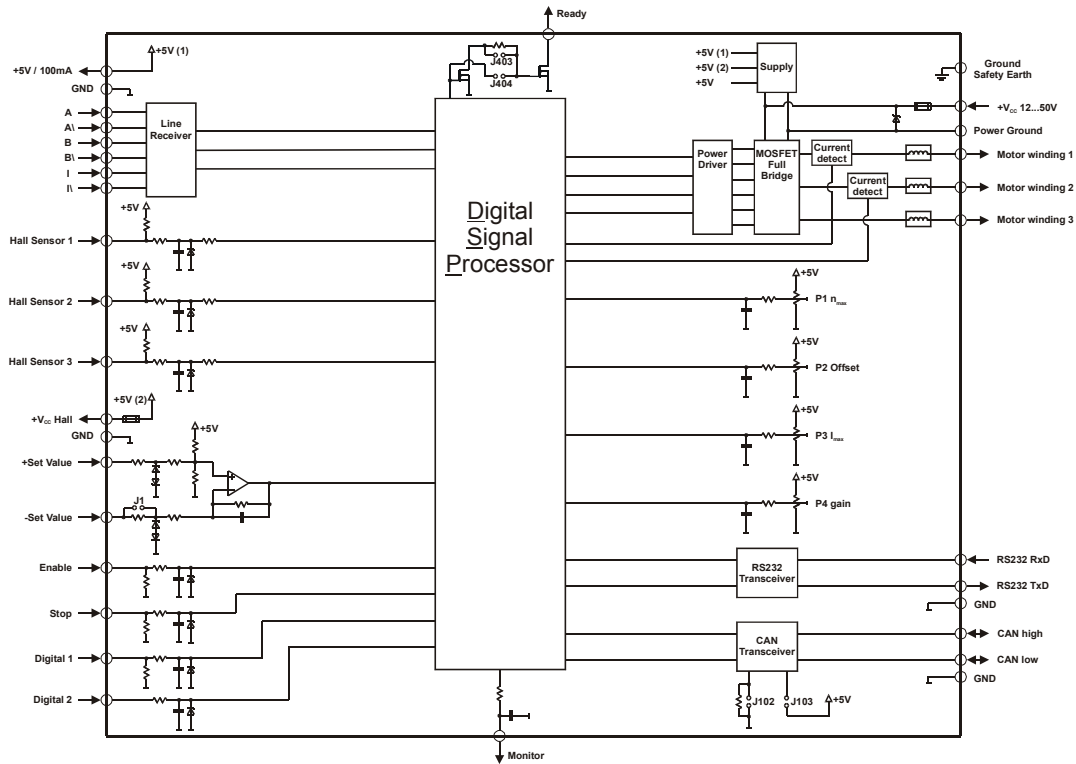 Ready
+5V (1)
+5V / 100mA
GND
A
A\
B
B\
I
I\
Line
Receiver
J403
J404
+5V (1)
+5V (2)
+5V
Supply
Ground
Safety Earth
+Vcc 12...50V
Power Ground
Power
Driver
MOSFET
Full
Bridge
Current
detect
Current
detect
Motor winding 1
Motor winding 2
Motor winding 3
Digital
Signal
Processor
+5V
Hall Sensor 1
+5V
Hall Sensor 2
+5V
Hall Sensor 3
+5V (2)
+Vcc Hall
GND
+5V
+Set Value
J1
-Set Value
Enable
Stop
Digital 1
Digital 2
+5V
P1 nmax
+5V
P2 Offset
+5V
P3 Imax
+5V
P4 gain
RS232
Transceiver
RS232 RxD
RS232 TxD
GND
CAN
Transceiver
CAN high
CAN low
GND
J102
J103
+5V
Monitor